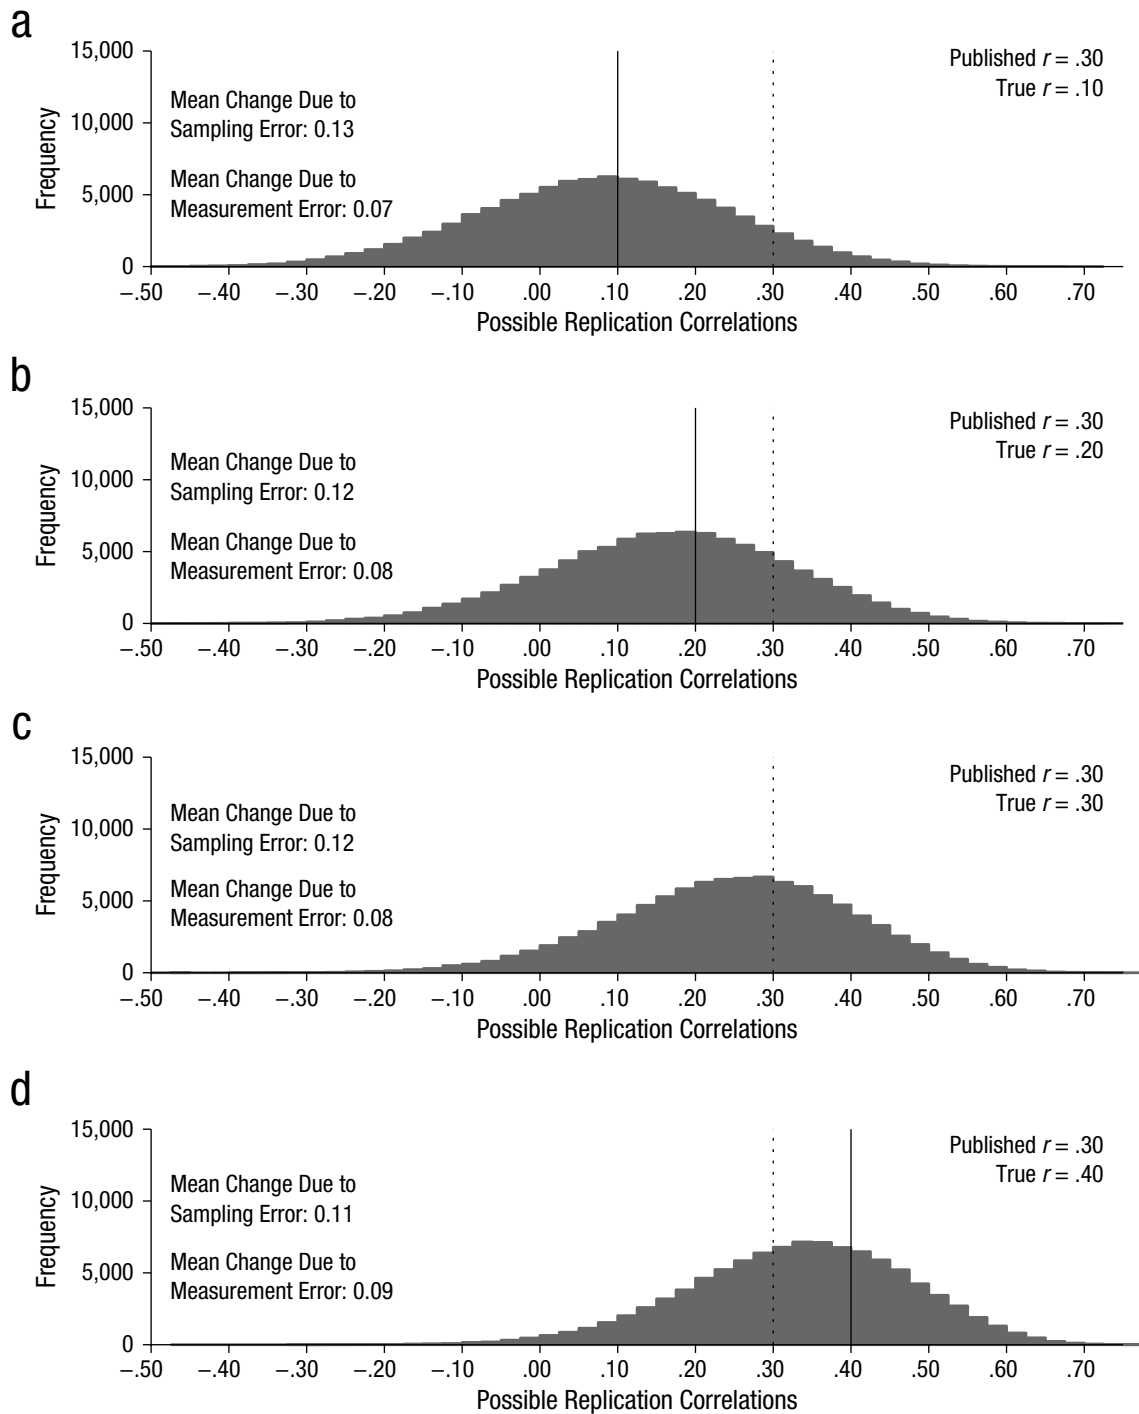 a
15,000
10,000
5,000
0
Frequency
Mean Change Due to
Sampling Error: 0.13
Mean Change Due to
Measurement Error: 0.07
Published r = .30
True r = .10
–.50 –.40 –.30 –.20 –.10 .00 .10 .20 .30 .40 .50 .60 .70
Possible Replication Correlations
b
15,000
10,000
5,000
0
Frequency
Mean Change Due to
Sampling Error: 0.12
Mean Change Due to
Measurement Error: 0.08
Published r = .30
True r = .20
–.50 –.40 –.30 –.20 –.10 .00 .10 .20 .30 .40 .50 .60 .70
Possible Replication Correlations
c
15,000
10,000
5,000
0
Frequency
Mean Change Due to
Sampling Error: 0.12
Mean Change Due to
Measurement Error: 0.08
Published r = .30
True r = .30
–.50 –.40 –.30 –.20 –.10 .00 .10 .20 .30 .40 .50 .60 .70
Possible Replication Correlations
d
15,000
10,000
5,000
0
Frequency
Mean Change Due to
Sampling Error: 0.11
Mean Change Due to
Measurement Error: 0.09
Published r = .30
True r = .40
–.50 –.40 –.30 –.20 –.10 .00 .10 .20 .30 .40 .50 .60 .70
Possible Replication Correlations